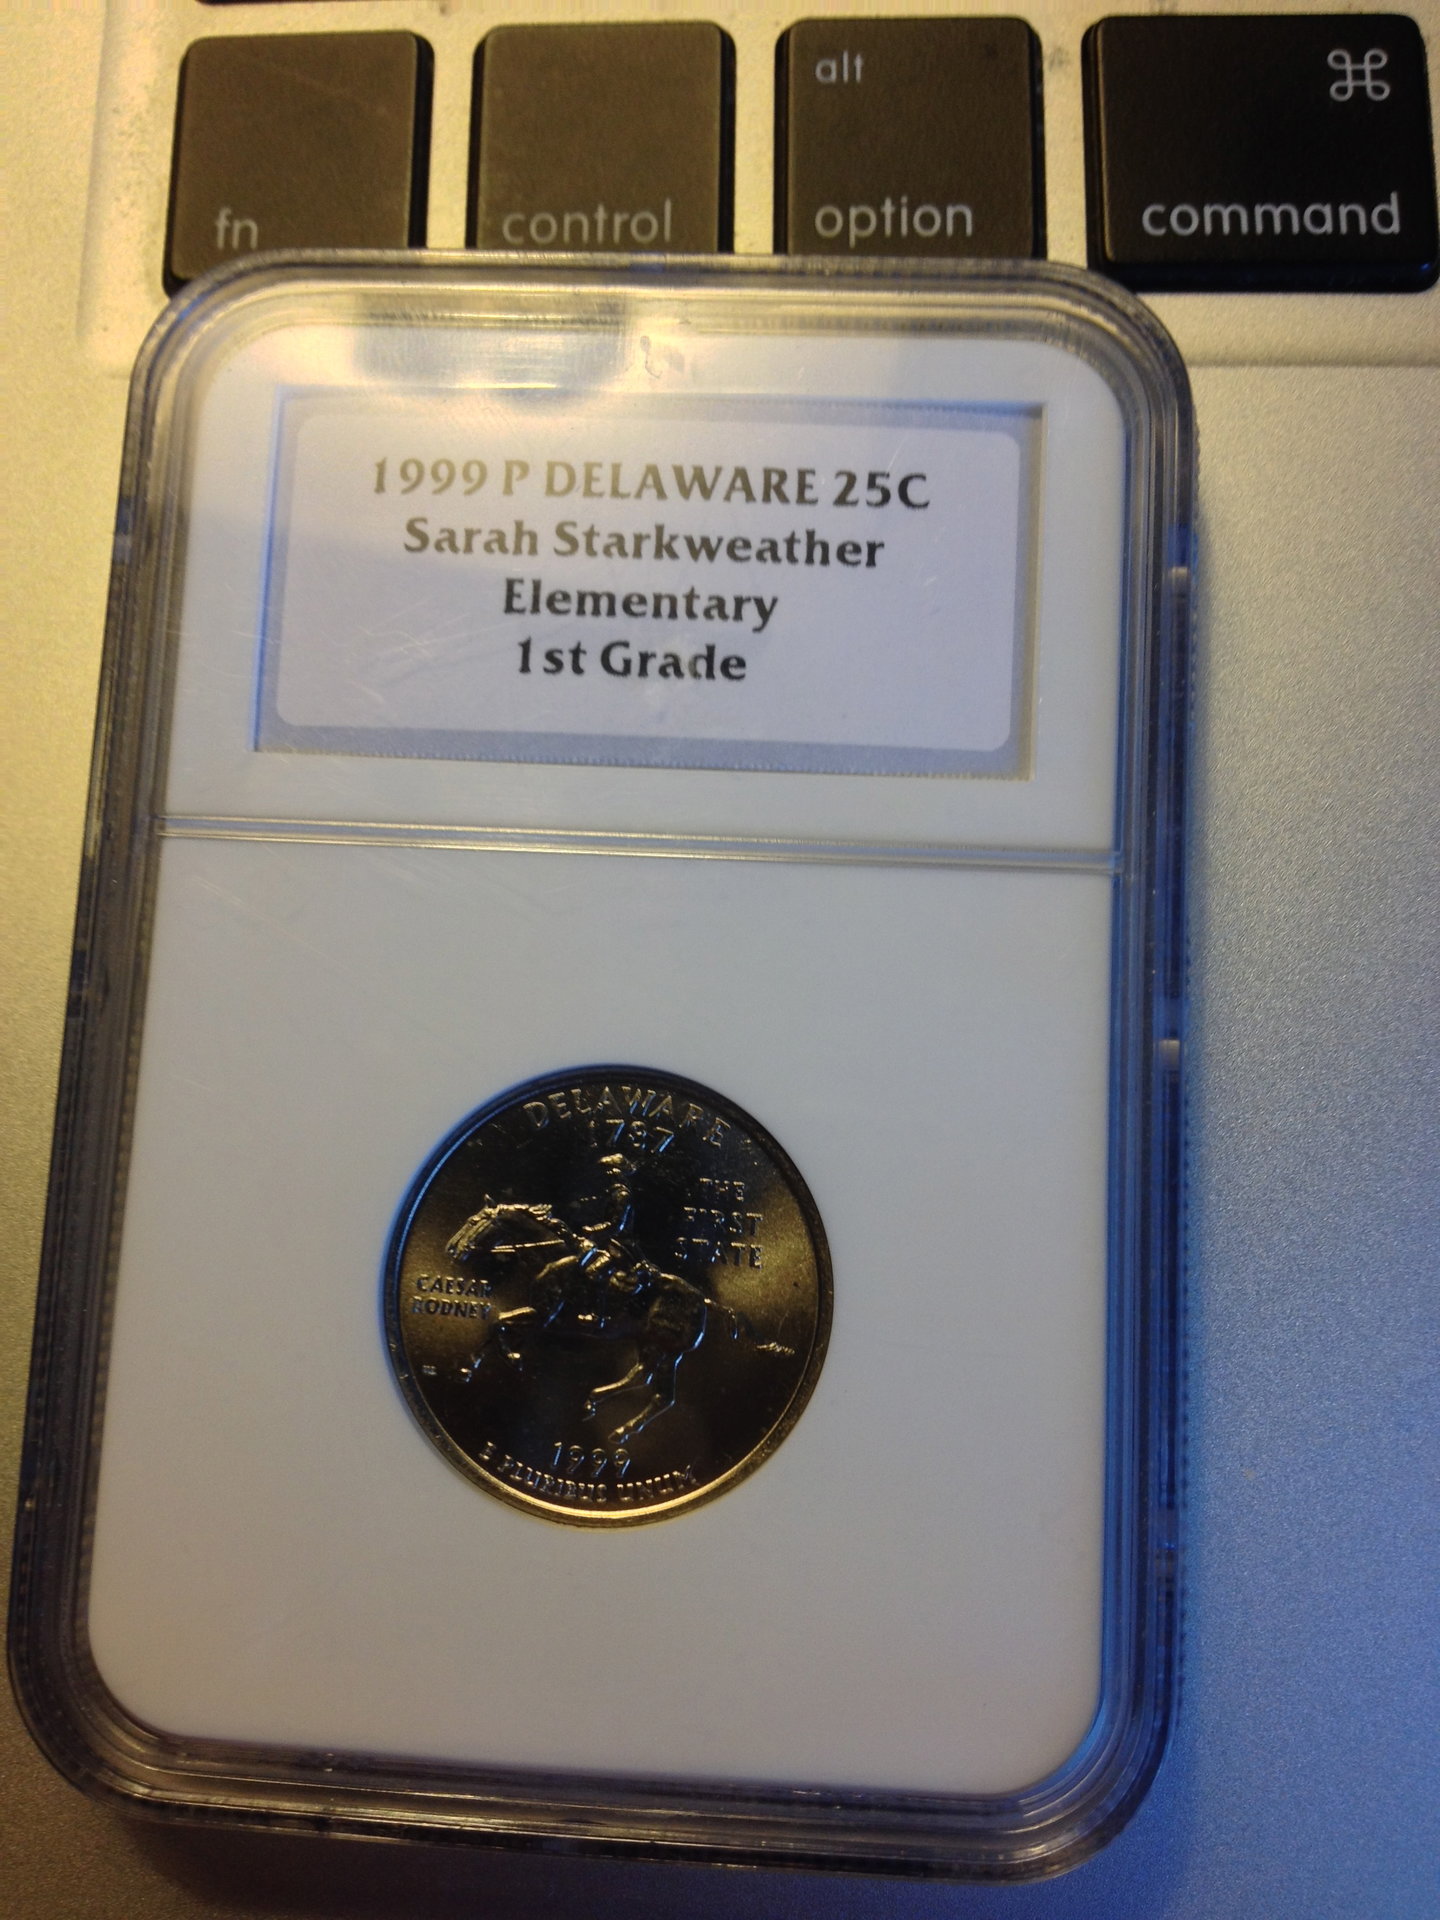 fn
control
alt
option
⌘
command
1999 P DELAWARE 25C
Sarah Starkweather
Elementary
1st Grade
DELAWARE
1787
THE
FIRST
STATE
CAESAR
RODNEY
1999
E PLURIBUS UNUM